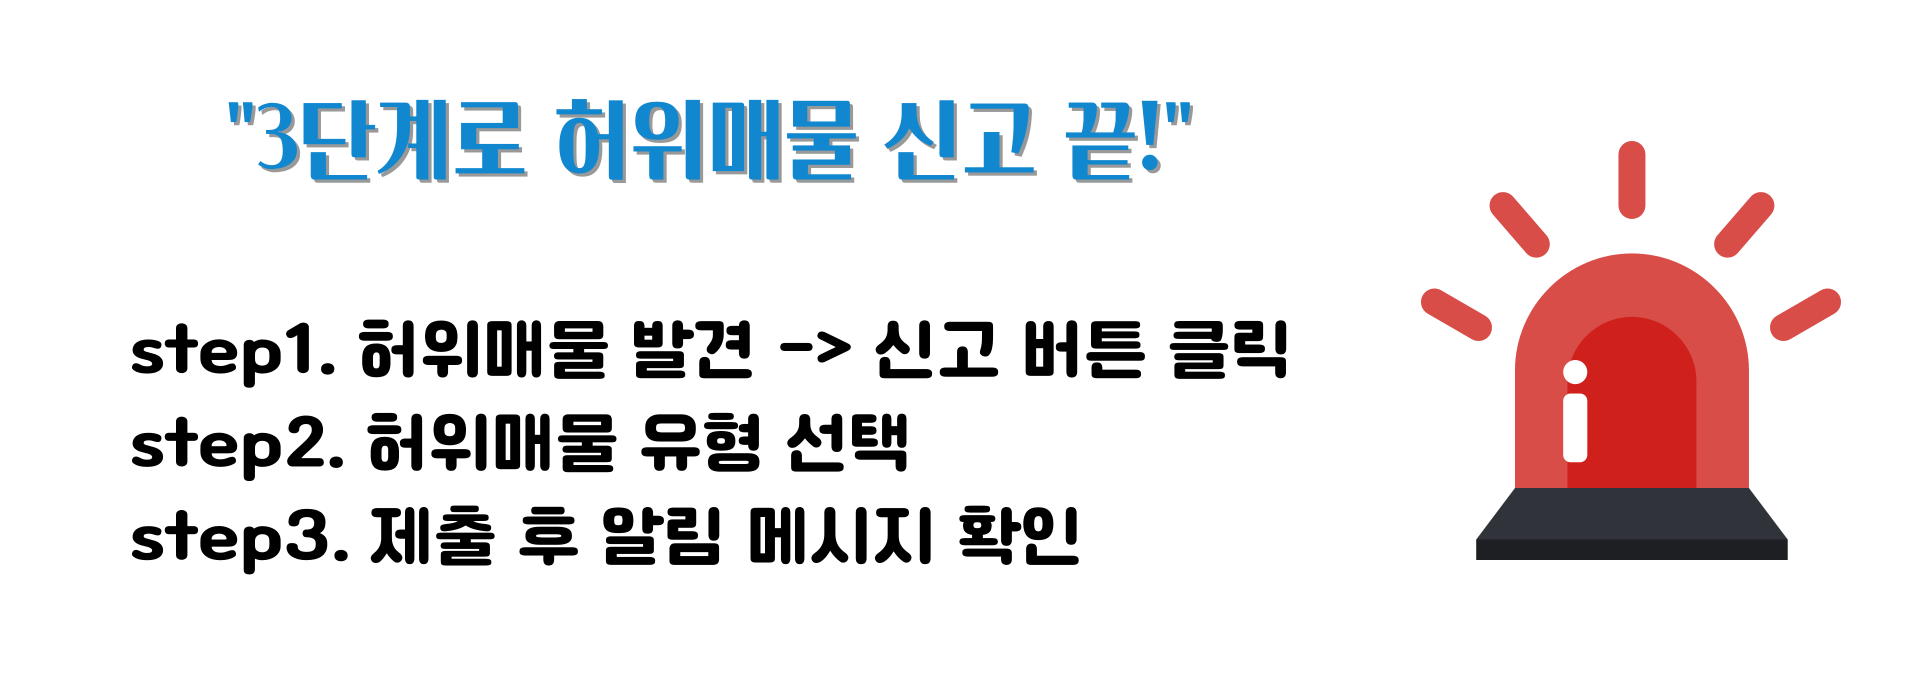 "3단계로 허위매물 신고 끝!"
step1. 허위매물 발견 -> 신고 버튼 클릭
step2. 허위매물 유형 선택
step3. 제출 후 알림 메시지 확인